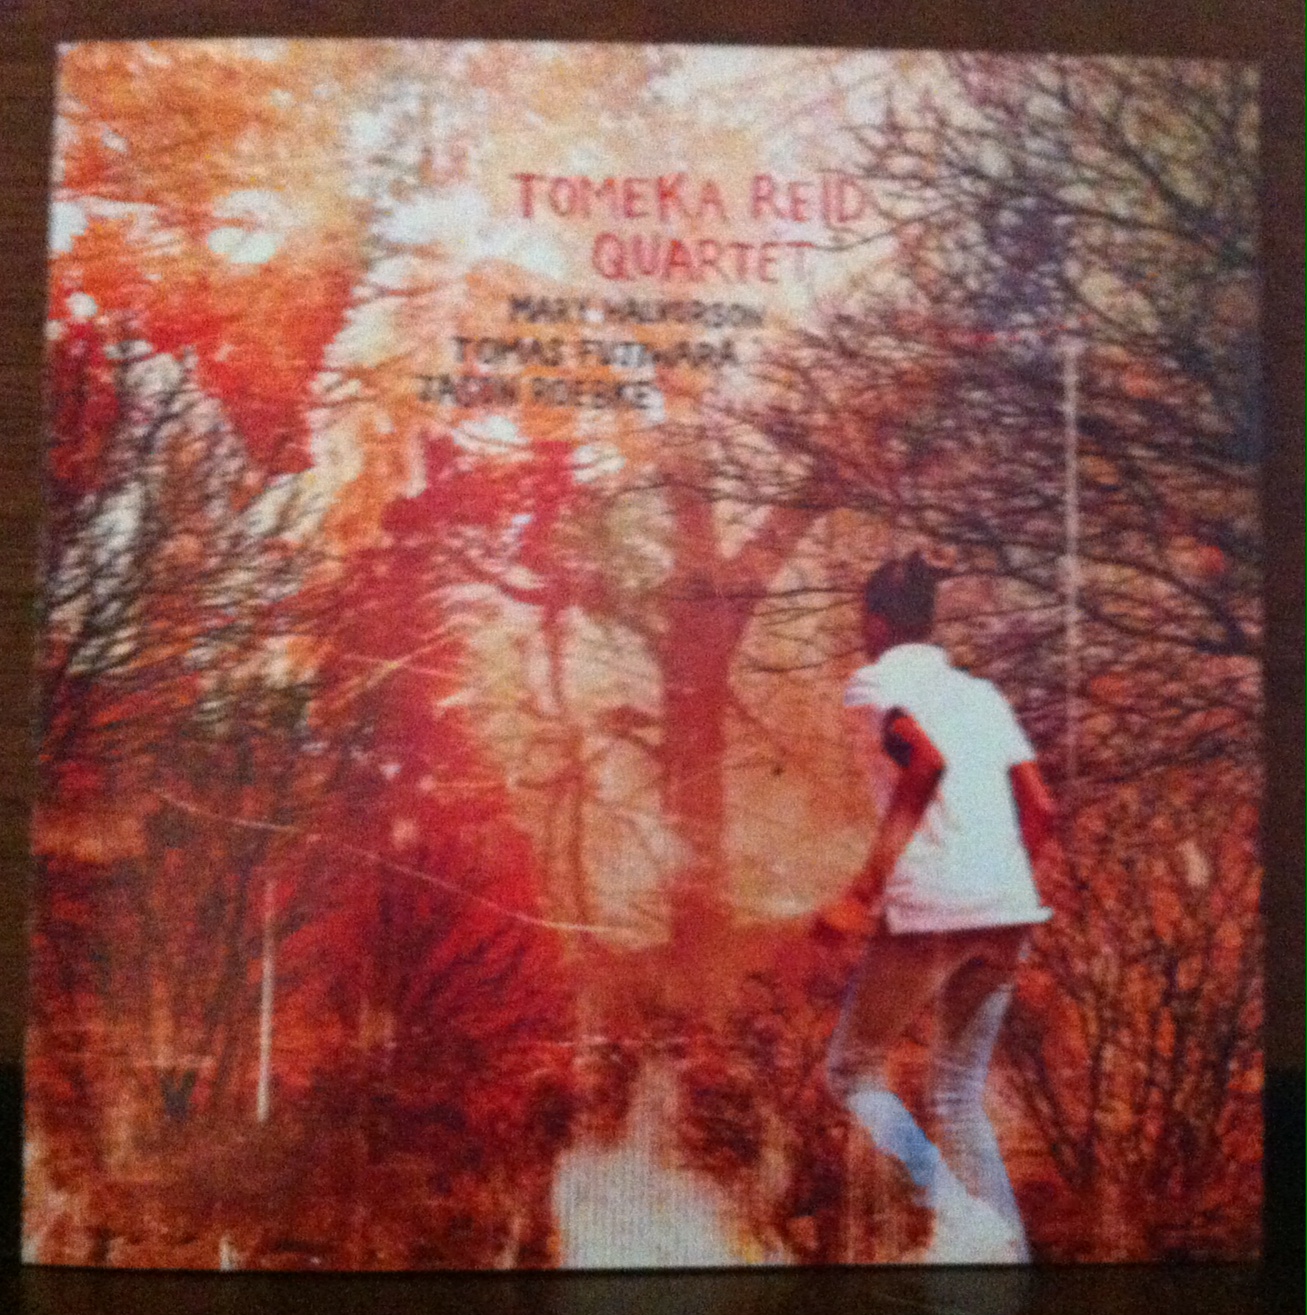 TOMEKA REID
QUARTET
MARY HALVORSON
TOMAS FUJIWARA
JASON ROEBKE